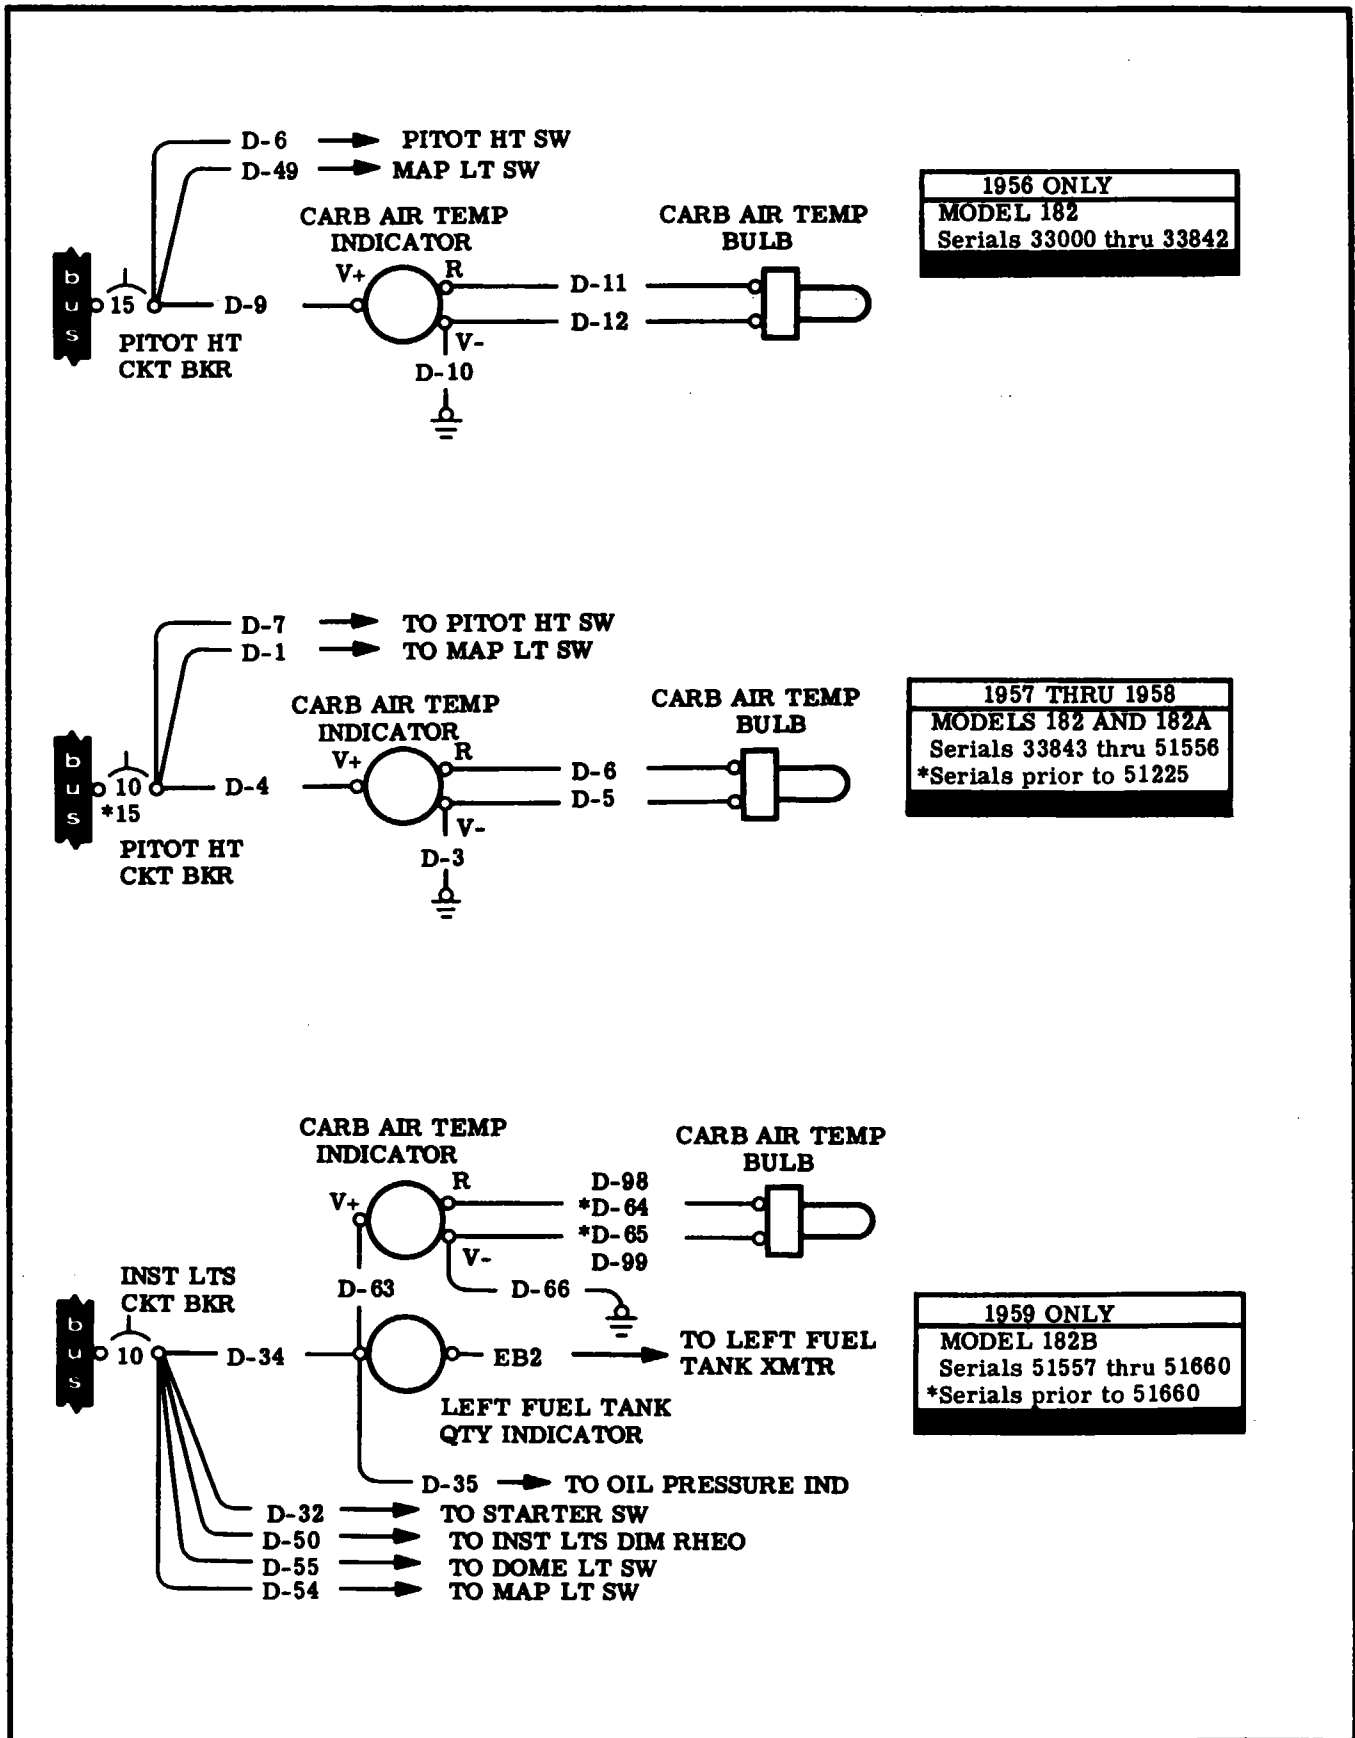 D-6 PITOT HT SW
D-49 MAP LT SW
CARB AIR TEMP
INDICATOR
CARB AIR TEMP
BULB
1956 ONLY
MODEL 182
Serials 33000 thru 33842
bus
15
D-9
V+
R
V-
D-11
D-12
D-10
PITOT HT
CKT BKR
D-7 TO PITOT HT SW
D-1 TO MAP LT SW
CARB AIR TEMP
INDICATOR
CARB AIR TEMP
BULB
1957 THRU 1958
MODELS 182 AND 182A
Serials 33843 thru 51556
*Serials prior to 51225
bus
10
*15
D-4
V+
R
V-
D-6
D-5
D-3
PITOT HT
CKT BKR
CARB AIR TEMP
INDICATOR
CARB AIR TEMP
BULB
V+
R
V-
D-98
*D-64
*D-65
D-99
D-63
D-66
INST LTS
CKT BKR
bus
10
D-34
EB2
TO LEFT FUEL
TANK XMTR
1959 ONLY
MODEL 182B
Serials 51557 thru 51660
*Serials prior to 51660
LEFT FUEL TANK
QTY INDICATOR
D-35 TO OIL PRESSURE IND
D-32 TO STARTER SW
D-50 TO INST LTS DIM RHEO
D-55 TO DOME LT SW
D-54 TO MAP LT SW